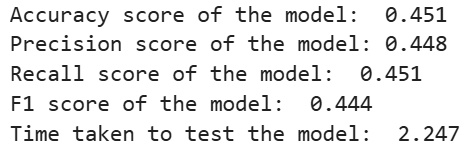 Accuracy score of the model:  0.451
Precision score of the model: 0.448
Recall score of the model:  0.451
F1 score of the model:  0.444
Time taken to test the model:  2.247